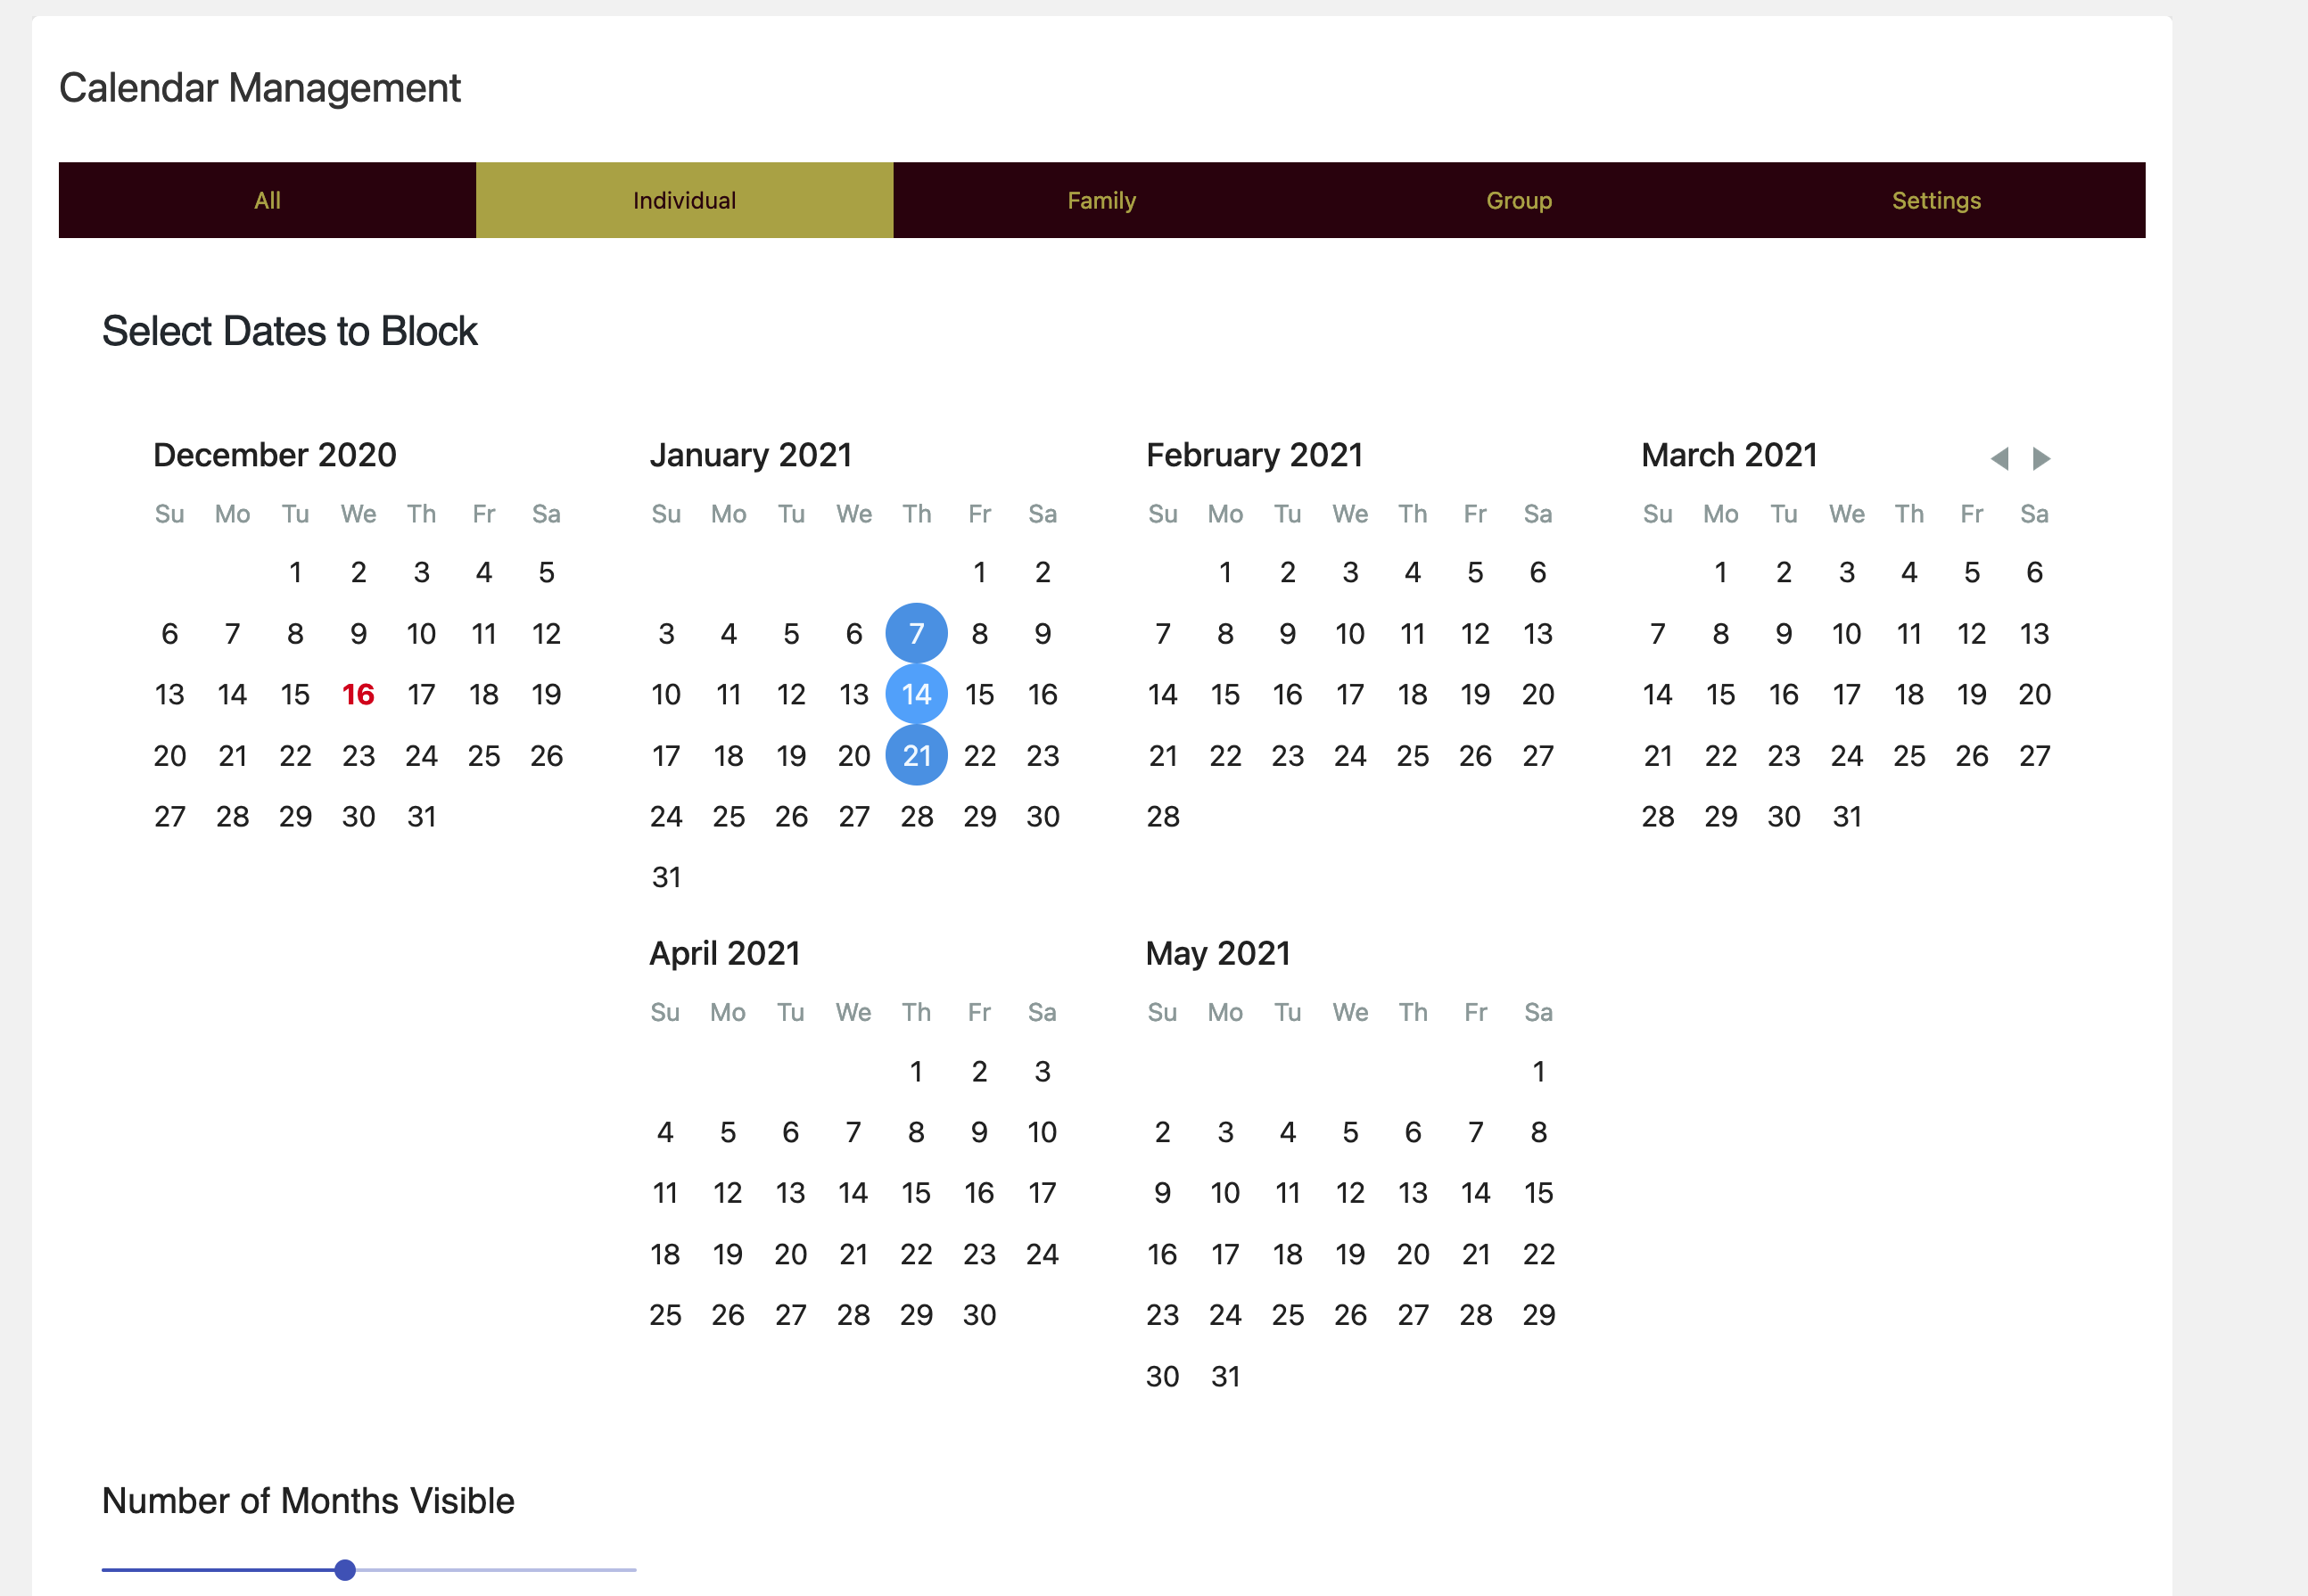 Calendar Management
All Individual Family Group Settings
Select Dates to Block
December 2020
Su Mo Tu We Th Fr Sa
1 2 3 4 5
6 7 8 9 10 11 12
13 14 15 16 17 18 19
20 21 22 23 24 25 26
27 28 29 30 31
January 2021
Su Mo Tu We Th Fr Sa
1 2
3 4 5 6 7 8 9
10 11 12 13 14 15 16
17 18 19 20 21 22 23
24 25 26 27 28 29 30
31
February 2021
Su Mo Tu We Th Fr Sa
1 2 3 4 5 6
7 8 9 10 11 12 13
14 15 16 17 18 19 20
21 22 23 24 25 26 27
28
March 2021
Su Mo Tu We Th Fr Sa
1 2 3 4 5 6
7 8 9 10 11 12 13
14 15 16 17 18 19 20
21 22 23 24 25 26 27
28 29 30 31
April 2021
Su Mo Tu We Th Fr Sa
1 2 3
4 5 6 7 8 9 10
11 12 13 14 15 16 17
18 19 20 21 22 23 24
25 26 27 28 29 30
May 2021
Su Mo Tu We Th Fr Sa
1
2 3 4 5 6 7 8
9 10 11 12 13 14 15
16 17 18 19 20 21 22
23 24 25 26 27 28 29
30 31
Number of Months Visible